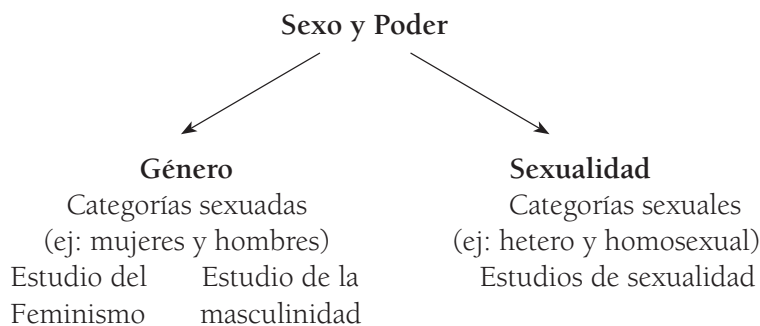 Sexo y Poder
Género
Categorías sexuadas
(ej: mujeres y hombres)
Estudio del Feminismo
Estudio de la masculinidad
Sexualidad
Categorías sexuales
(ej: hetero y homosexual)
Estudios de sexualidad